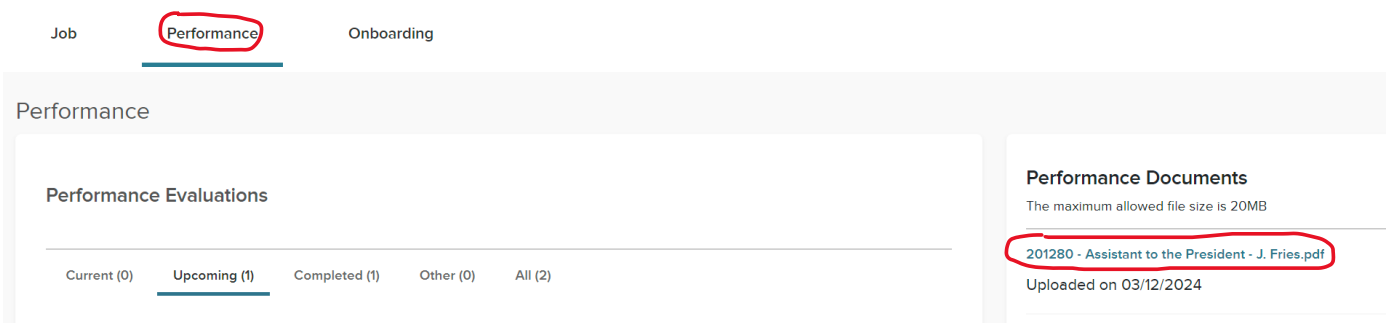 Job Performance Onboarding
Performance
Performance Evaluations
Current (0) Upcoming (1) Completed (1) Other (0) All (2)
Performance Documents
The maximum allowed file size is 20MB
201280 - Assistant to the President - J. Fries.pdf
Uploaded on 03/12/2024